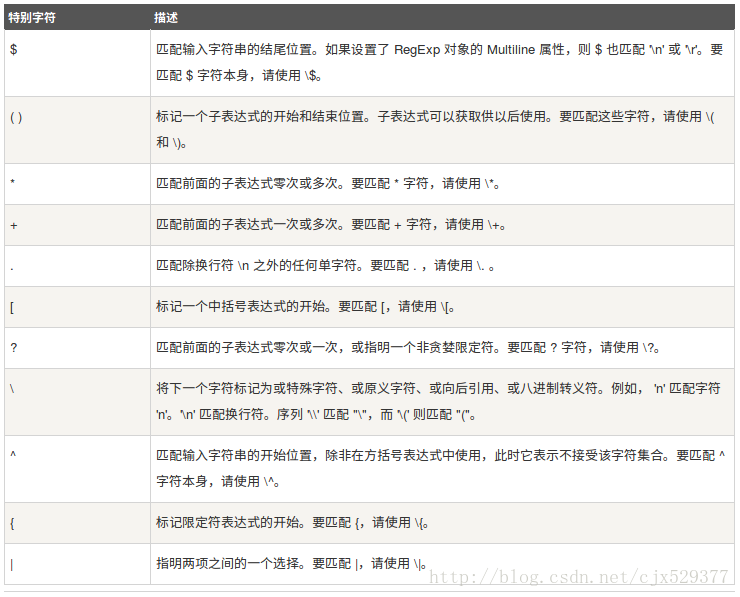 特别字符 描述
$ 匹配输入字符串的结尾位置。如果设置了 RegExp 对象的 Multiline 属性，则 $ 也匹配 '\n' 或 '\r'。要
匹配 $ 字符本身，请使用 \$。
( ) 标记一个子表达式的开始和结束位置。子表达式可以获取供以后使用。要匹配这些字符，请使用 \(
和 \)。
* 匹配前面的子表达式零次或多次。要匹配 * 字符，请使用 \*。
+ 匹配前面的子表达式一次或多次。要匹配 + 字符，请使用 \+。
. 匹配除换行符 \n 之外的任何单字符。要匹配 . ，请使用 \. 。
[ 标记一个中括号表达式的开始。要匹配 [，请使用 \[。
? 匹配前面的子表达式零次或一次，或指明一个非贪婪限定符。要匹配 ? 字符，请使用 \?。
\ 将下一个字符标记为或特殊字符、或原义字符、或向后引用、或八进制转义符。例如， 'n' 匹配字符
'n'。'\n' 匹配换行符。序列 '\\' 匹配 "\"，而 '\(' 则匹配 "("。
^ 匹配输入字符串的开始位置，除非在方括号表达式中使用，此时它表示不接受该字符集合。要匹配 ^
字符本身，请使用 \^。
{ 标记限定符表达式的开始。要匹配 {，请使用 \{。
| 指明两项之间的一个选择。要匹配 |，请使用 \|。
http://blog.csdn.net/cjx529377